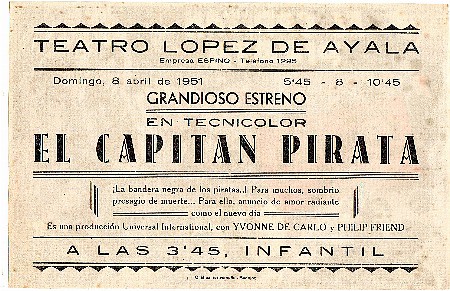 TEATRO LOPEZ DE AYALA
Empresa ESPINO - Teléfono 1295
Domingo, 8 abril de 1951 5'45 - 8 - 10'45
GRANDIOSO ESTRENO
EN TECNICOLOR
EL CAPITAN PIRATA
¡La bandera negra de los piratas..! Para muchos, sombrío
presagio de muerte... Para ella, anuncio de amor radiante
como el nuevo día
Es una producción Universal International, con YVONNE DE CARLO y PHILIP FRIEND
A LAS 3'45, INFANTIL